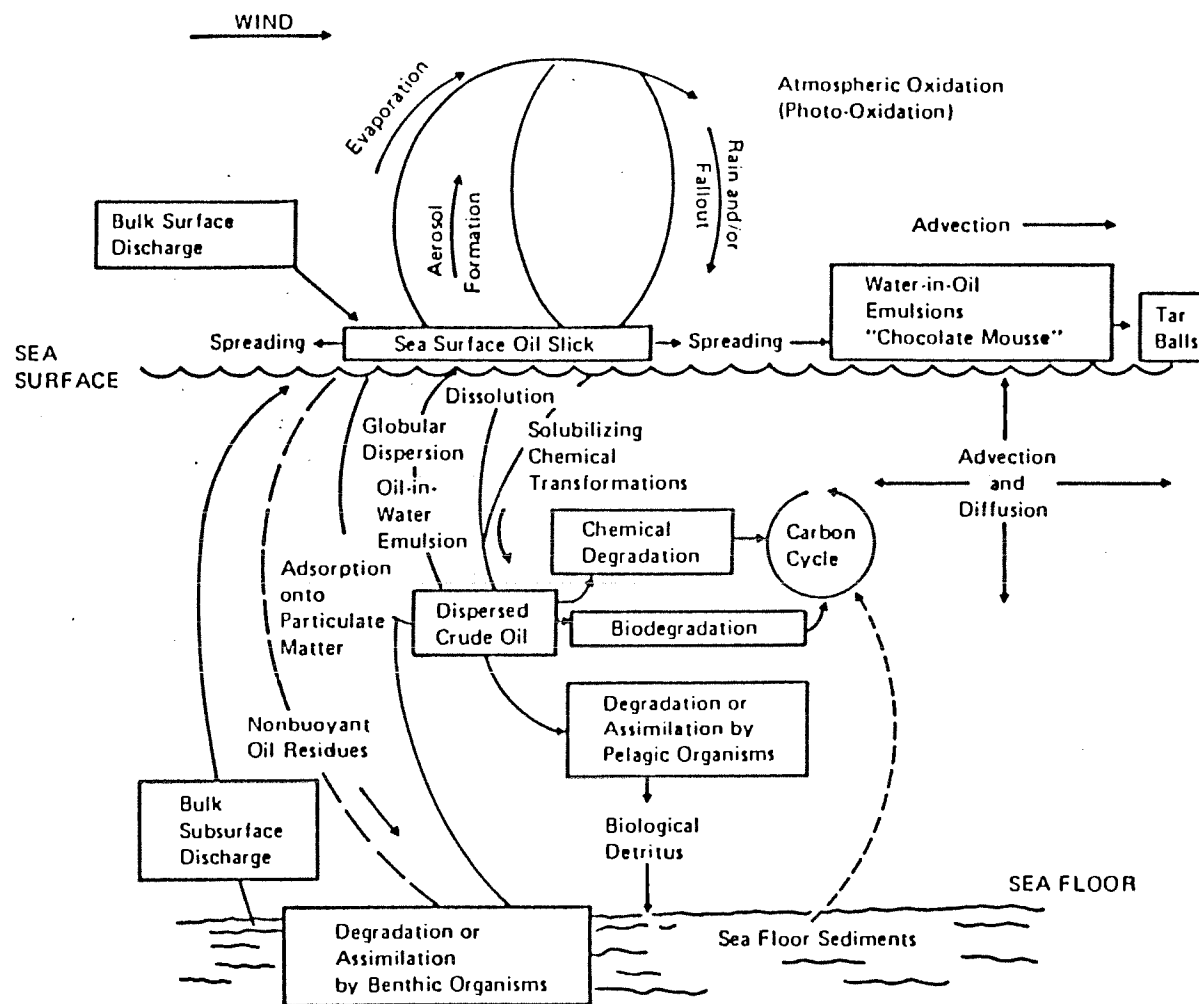 WIND
Evaporation
Aerosol
Formation
Rain and/or
Fallout
Atmospheric Oxidation
(Photo-Oxidation)
Bulk Surface
Discharge
Advection
Water-in-Oil
Emulsions
"Chocolate Mousse"
Tar
Balls
Spreading
Sea Surface Oil Slick
Spreading
SEA
SURFACE
Dissolution
Globular
Dispersion
Oil-in-
Water
Emulsion
Solubilizing
Chemical
Transformations
Advection
and
Diffusion
Chemical
Degradation
Carbon
Cycle
Adsorption
onto
Particulate
Matter
Dispersed
Crude Oil
Biodegradation
Degradation or
Assimilation by
Pelagic Organisms
Nonbuoyant
Oil Residues
Bulk
Subsurface
Discharge
Biological
Detritus
SEA FLOOR
Degradation or
Assimilation
by Benthic Organisms
Sea Floor Sediments